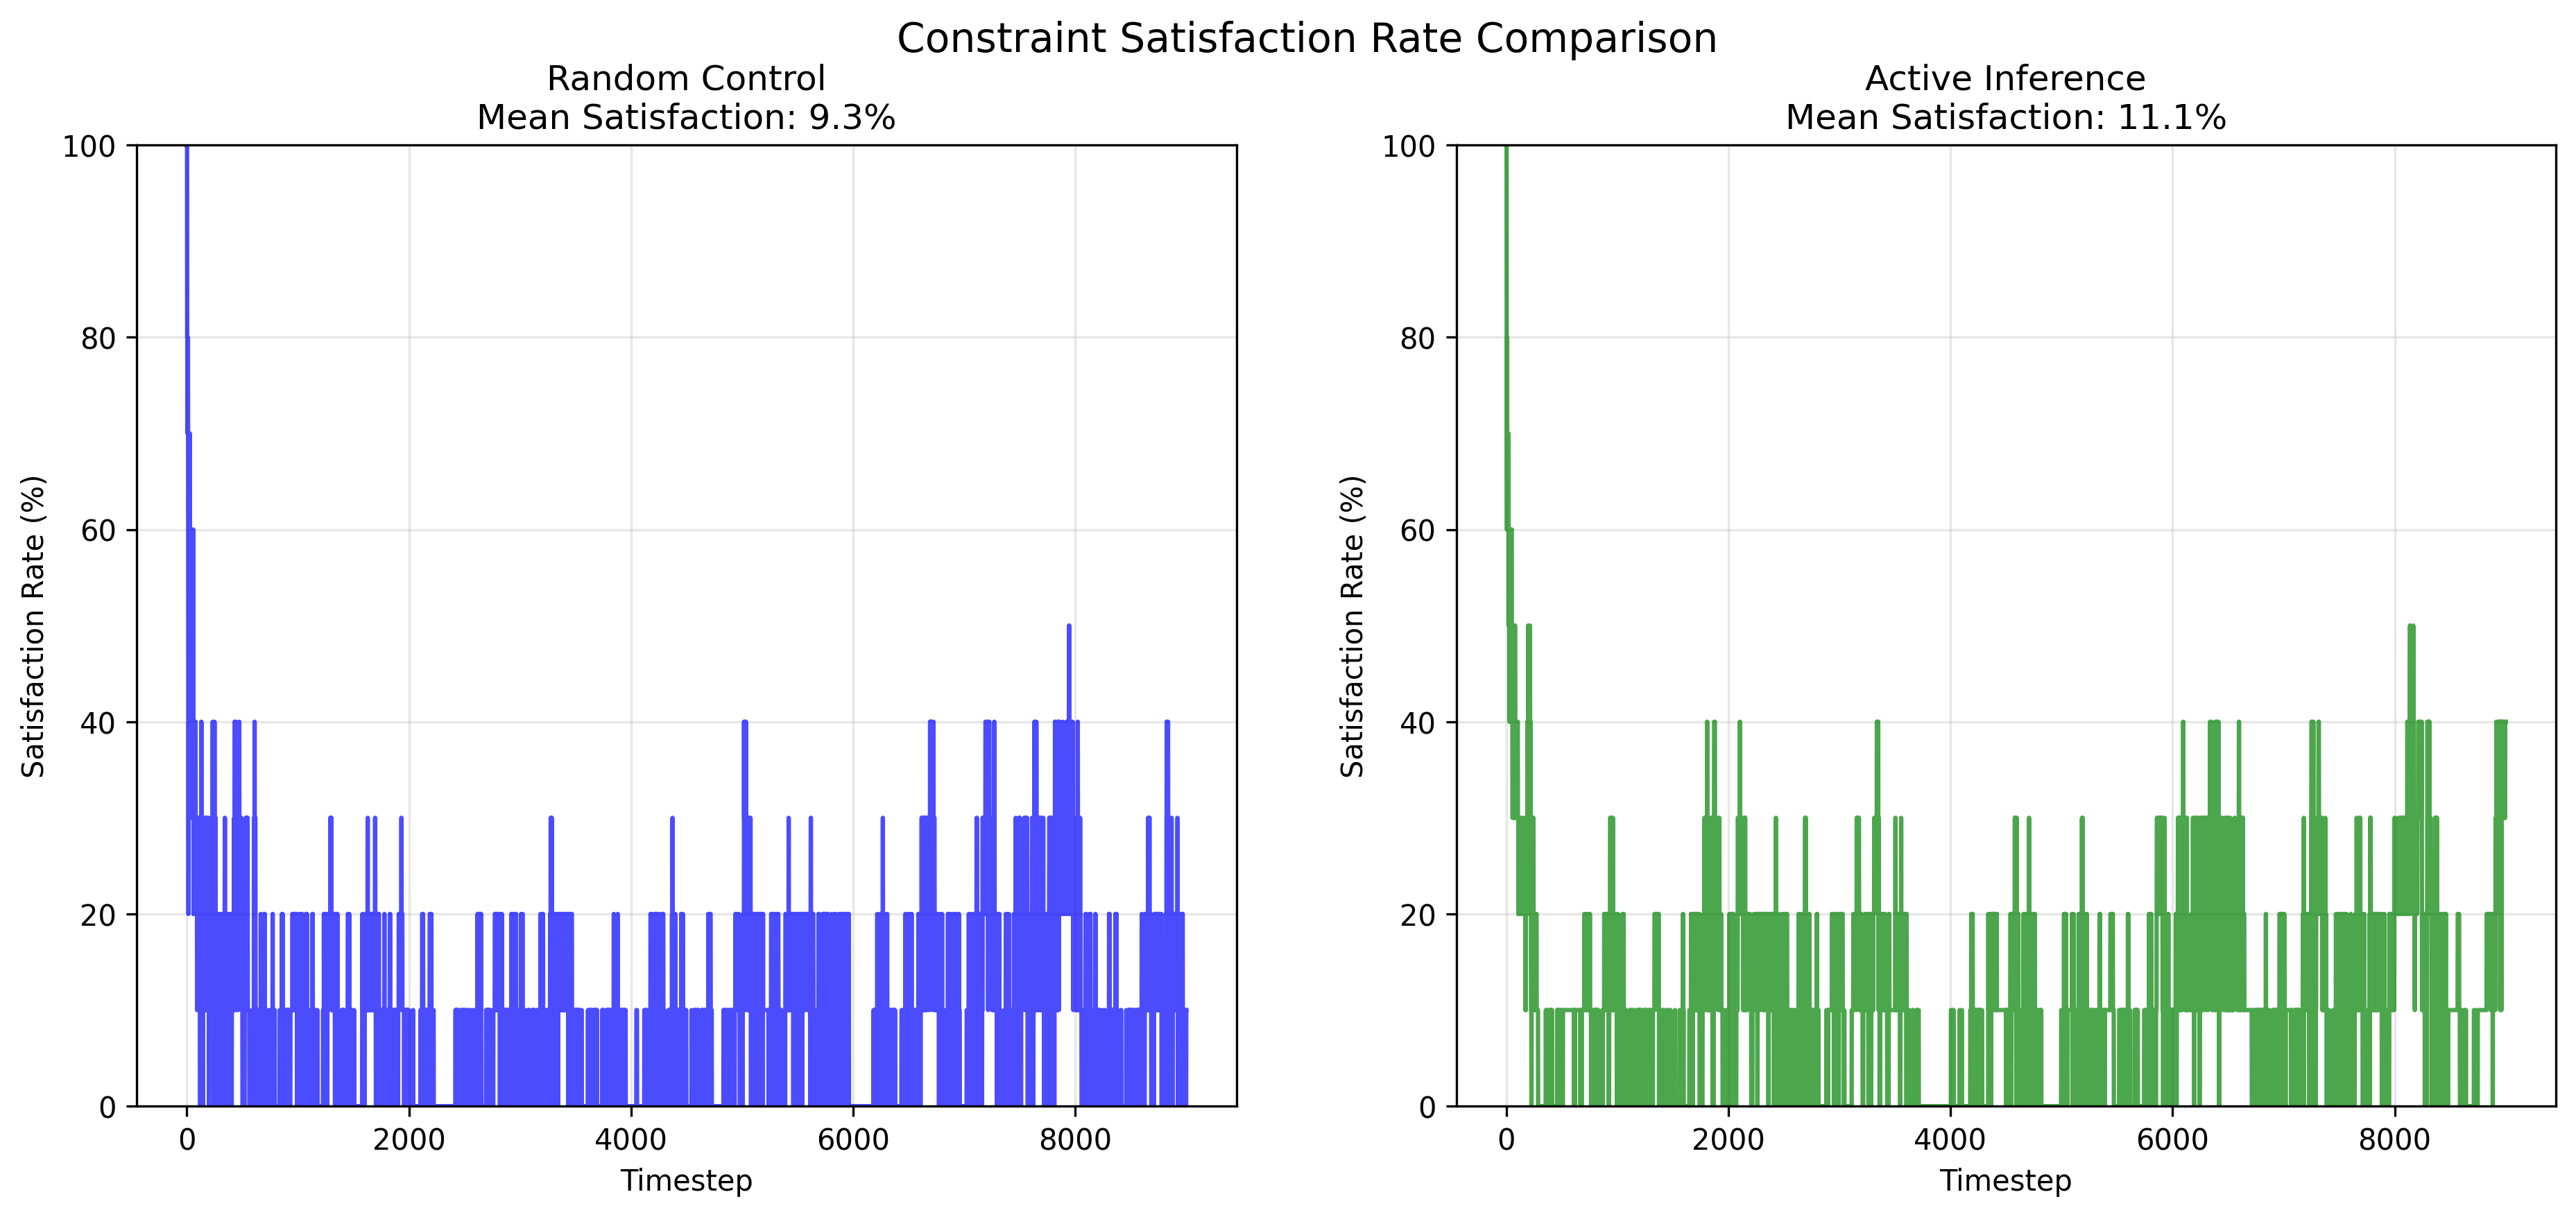 Constraint Satisfaction Rate Comparison
Random Control
Mean Satisfaction: 9.3%
100
80
60
40
20
0
Satisfaction Rate (%)
0 2000 4000 6000 8000
Timestep
Active Inference
Mean Satisfaction: 11.1%
100
80
60
40
20
0
Satisfaction Rate (%)
0 2000 4000 6000 8000
Timestep